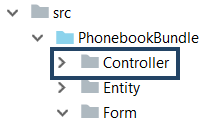 src
PhonebookBundle
Controller
Entity
Form